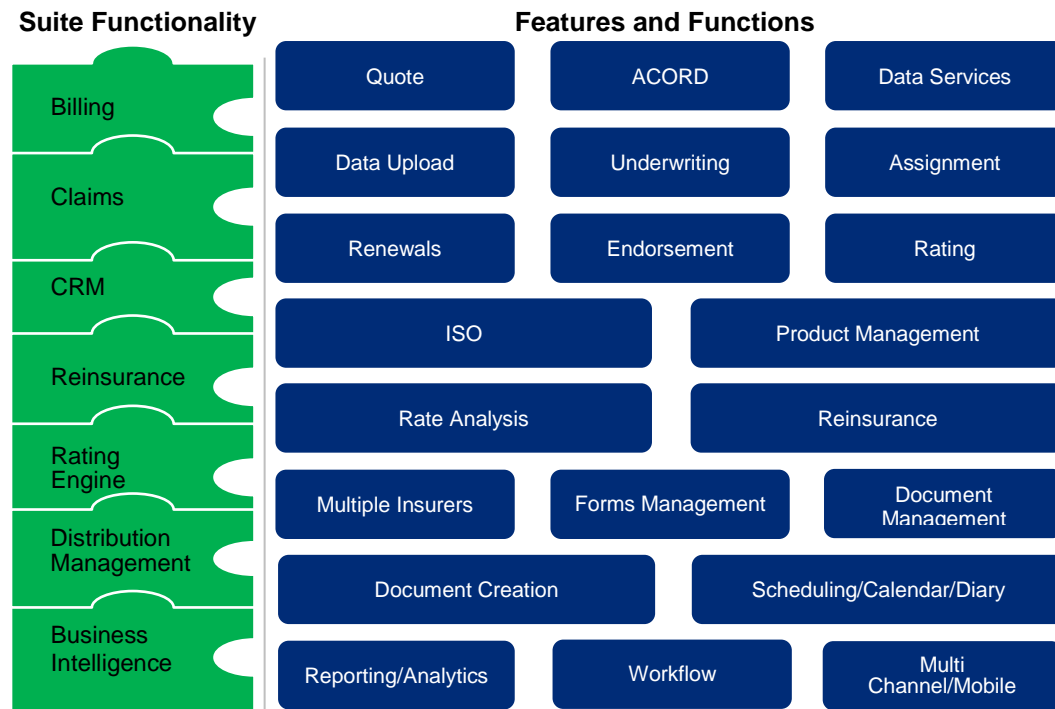 Suite Functionality
Features and Functions
Billing
Claims
CRM
Reinsurance
Rating
Engine
Distribution
Management
Business
Intelligence
Quote
ACORD
Data Services
Data Upload
Underwriting
Assignment
Renewals
Endorsement
Rating
ISO
Product Management
Rate Analysis
Reinsurance
Multiple Insurers
Forms Management
Document
Management
Document Creation
Scheduling/Calendar/Diary
Reporting/Analytics
Workflow
Multi
Channel/Mobile